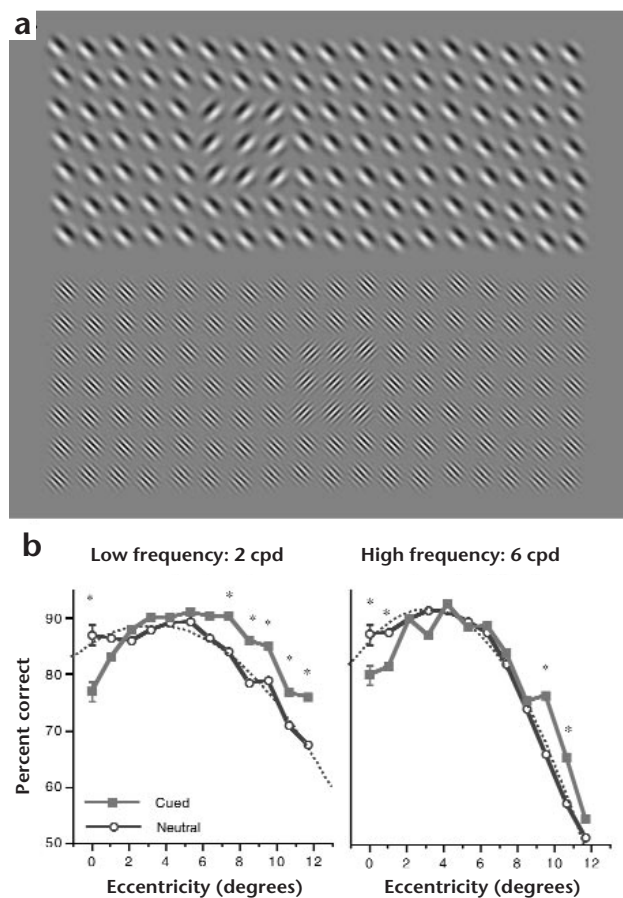 a
b
Low frequency: 2 cpd
High frequency: 6 cpd
Percent correct
90
80
70
60
50
* * * * * *
* * * *
Cued
Neutral
0 2 4 6 8 10 12
0 2 4 6 8 10 12
Eccentricity (degrees)
Eccentricity (degrees)